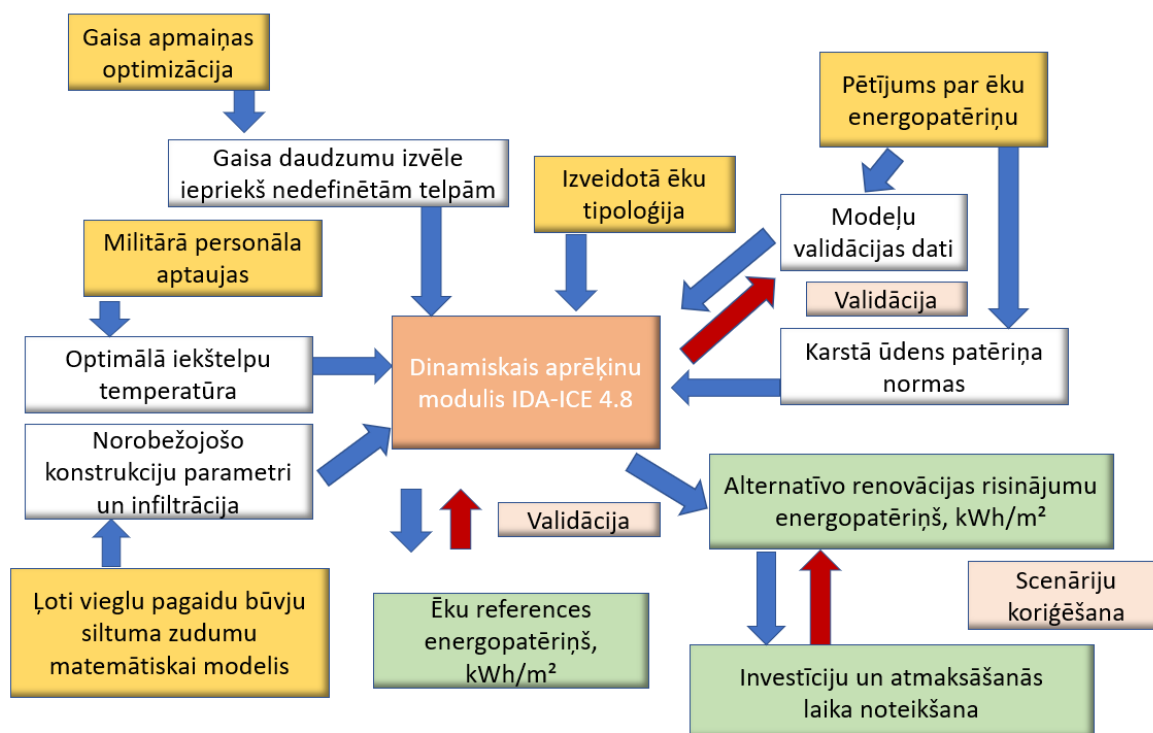 Gaisa apmaiņas
optimizācija
Pētījums par ēku
energopatēriņu
Gaisa daudzumu izvēle
iepriekš nedefinētām telpām
Izveidotā ēku
tipoloģija
Modeļu
validācijas dati
Militārā personāla
aptaujas
Validācija
Optimālā iekštelpu
temperatūra
Dinamiskais aprēķinu
modulis IDA-ICE 4.8
Karstā ūdens patēriņa
normas
Norobežojošo
konstrukciju parametri
un infiltrācija
Alternatīvo renovācijas risinājumu
energopatēriņš, kWh/m²
Validācija
Ļoti vieglu pagaidu būvju
siltuma zudumu
matemātiskai modelis
Ēku references
energopatēriņš,
kWh/m²
Scenāriju
koriģēšana
Investīciju un atmaksāšanās
laika noteikšana